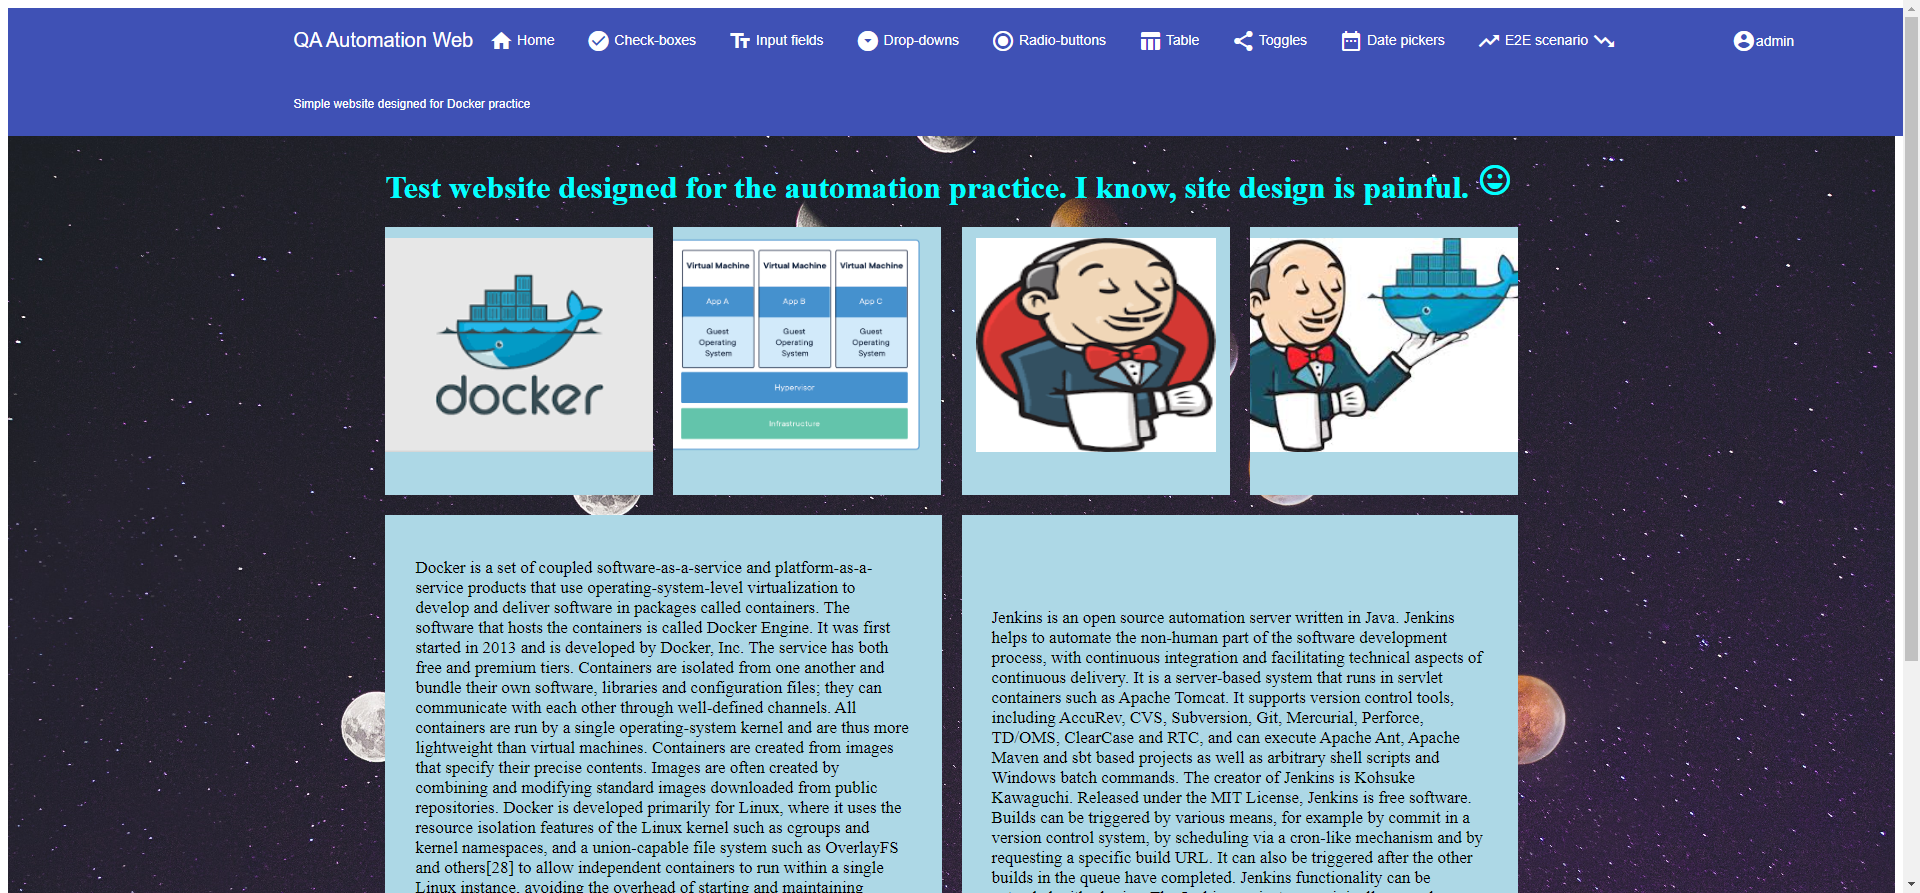 QA Automation Web Home Check-boxes Input fields Drop-downs Radio-buttons Table Toggles Date pickers E2E scenario admin
Simple website designed for Docker practice
Test website designed for the automation practice. I know, site design is painful.
docker
Virtual Machine Virtual Machine Virtual Machine
App A App B App C
Guest Guest Guest
Operating Operating Operating
System System System
Hypervisor
Infrastructure
Docker is a set of coupled software-as-a-service and platform-as-a-
service products that use operating-system-level virtualization to
develop and deliver software in packages called containers. The
software that hosts the containers is called Docker Engine. It was first
started in 2013 and is developed by Docker, Inc. The service has both
free and premium tiers. Containers are isolated from one another and
bundle their own software, libraries and configuration files; they can
communicate with each other through well-defined channels. All
containers are run by a single operating-system kernel and are thus more
lightweight than virtual machines. Containers are created from images
that specify their precise contents. Images are often created by
combining and modifying standard images downloaded from public
repositories. Docker is developed primarily for Linux, where it uses the
resource isolation features of the Linux kernel such as cgroups and
kernel namespaces, and a union-capable file system such as OverlayFS
and others[28] to allow independent containers to run within a single
Linux instance, avoiding the overhead of starting and maintaining
Jenkins is an open source automation server written in Java. Jenkins
helps to automate the non-human part of the software development
process, with continuous integration and facilitating technical aspects of
continuous delivery. It is a server-based system that runs in servlet
containers such as Apache Tomcat. It supports version control tools,
including AccuRev, CVS, Subversion, Git, Mercurial, Perforce,
TD/OMS, ClearCase and RTC, and can execute Apache Ant, Apache
Maven and sbt based projects as well as arbitrary shell scripts and
Windows batch commands. The creator of Jenkins is Kohsuke
Kawaguchi. Released under the MIT License, Jenkins is free software.
Builds can be triggered by various means, for example by commit in a
version control system, by scheduling via a cron-like mechanism and by
requesting a specific build URL. It can also be triggered after the other
builds in the queue have completed. Jenkins functionality can be